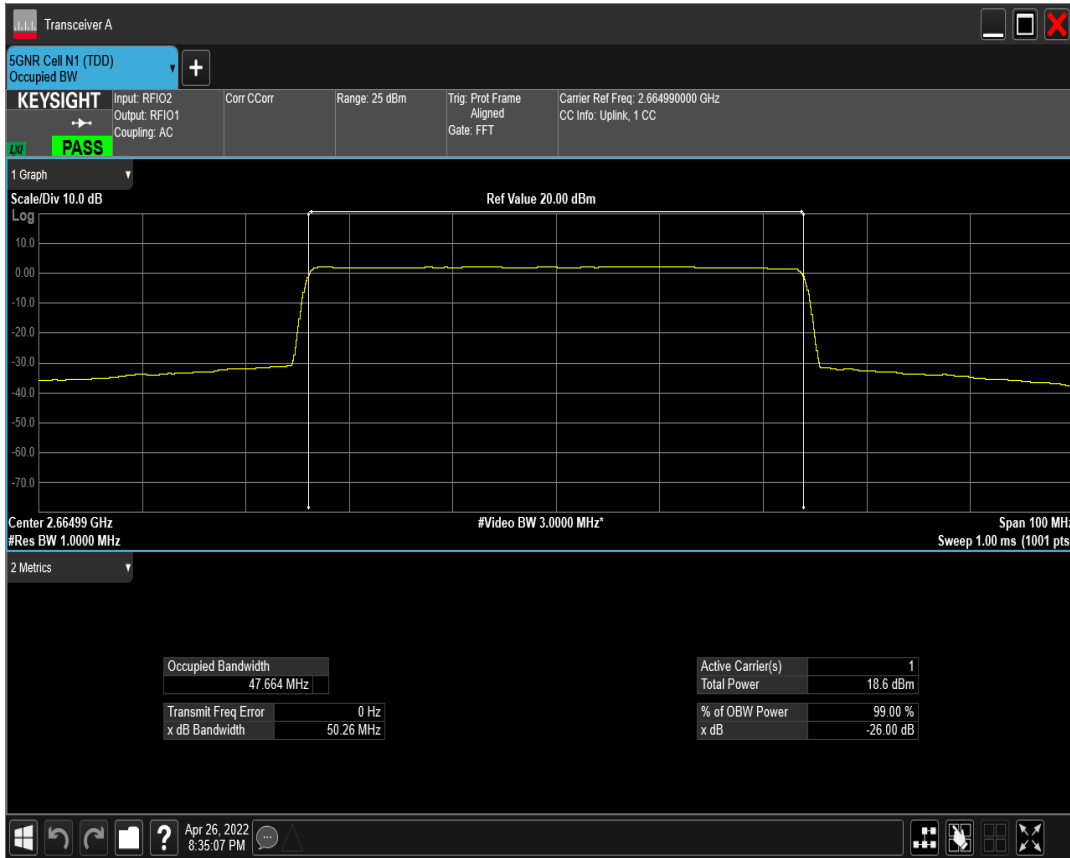 Transceiver A
5GNR Cell N1 (TDD)
Occupied BW
KEYSIGHT
LXI
PASS
Input: RFIO2
Output: RFIO1
Coupling: AC
Corr CCorr
Range: 25 dBm
Trig: Prot Frame
Aligned
Gate: FFT
Carrier Ref Freq: 2.664990000 GHz
CC Info: Uplink, 1 CC
1 Graph
Scale/Div 10.0 dB
Ref Value 20.00 dBm
Log
10.0
0.00
-10.0
-20.0
-30.0
-40.0
-50.0
-60.0
-70.0
Center 2.66499 GHz
#Video BW 3.0000 MHz*
Span 100 MHz
#Res BW 1.0000 MHz
Sweep 1.00 ms (1001 pts
2 Metrics
Occupied Bandwidth
47.664 MHz
Transmit Freq Error 0 Hz
x dB Bandwidth 50.26 MHz
Active Carrier(s) 1
Total Power 18.6 dBm
% of OBW Power 99.00 %
x dB -26.00 dB
?
Apr 26, 2022
8:35:07 PM